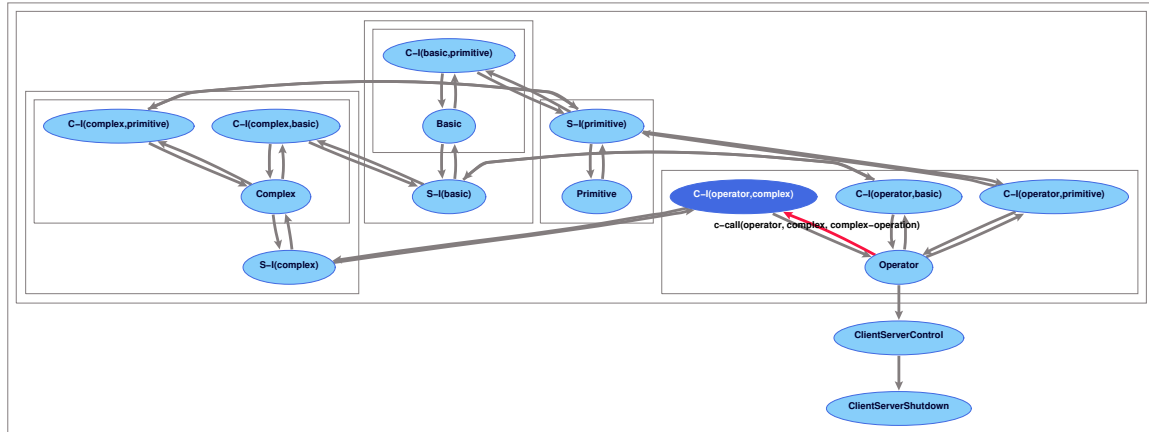 C–I(basic,primitive)
C–I(complex,primitive)
C–I(complex,basic)
Basic
S–I(primitive)
Complex
S–I(basic)
Primitive
C–I(operator,complex)
C–I(operator,basic)
C–I(operator,primitive)
c–call(operator, complex, complex–operation)
S–I(complex)
Operator
ClientServerControl
ClientServerShutdown